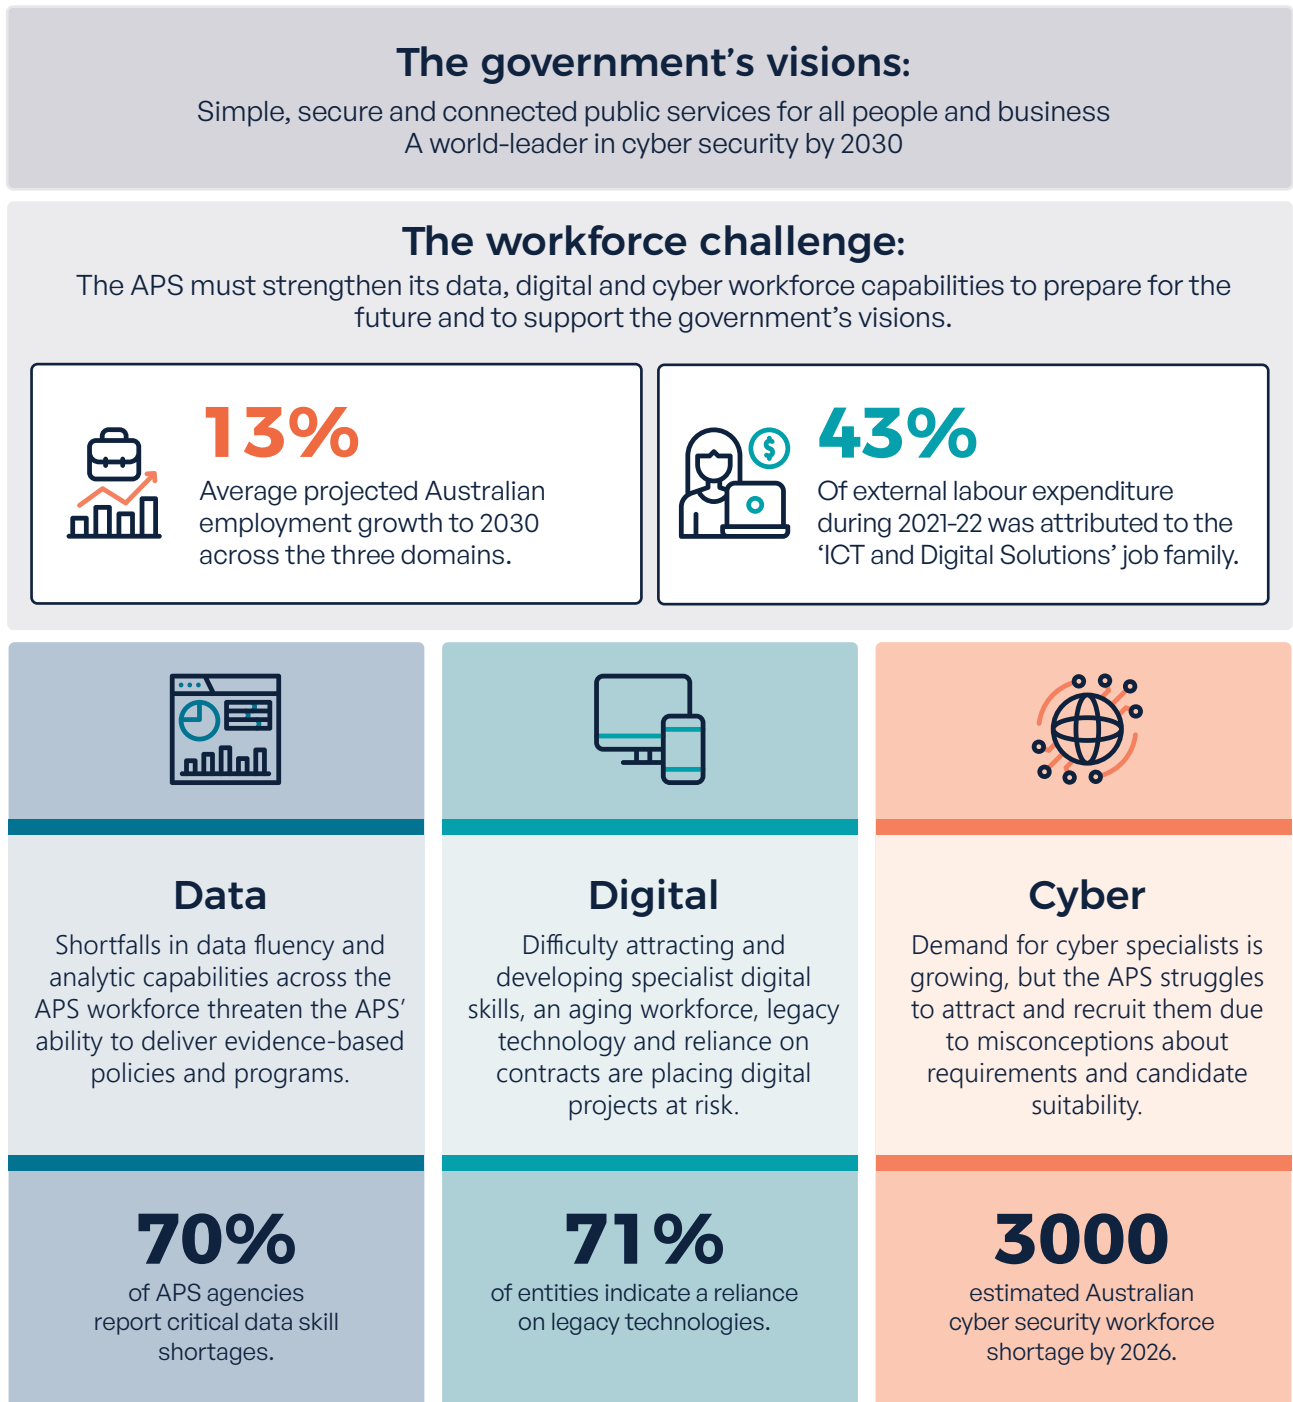 The government’s visions:
Simple, secure and connected public services for all people and business
A world-leader in cyber security by 2030
The workforce challenge:
The APS must strengthen its data, digital and cyber workforce capabilities to prepare for the
future and to support the government’s visions.
13%
Average projected Australian
employment growth to 2030
across the three domains.
43%
Of external labour expenditure
during 2021-22 was attributed to the
‘ICT and Digital Solutions’ job family.
Data
Shortfalls in data fluency and
analytic capabilities across the
APS workforce threaten the APS’
ability to deliver evidence-based
policies and programs.
70%
of APS agencies
report critical data skill
shortages.
Digital
Difficulty attracting and
developing specialist digital
skills, an aging workforce, legacy
technology and reliance on
contracts are placing digital
projects at risk.
71%
of entities indicate a reliance
on legacy technologies.
Cyber
Demand for cyber specialists is
growing, but the APS struggles
to attract and recruit them due
to misconceptions about
requirements and candidate
suitability.
3000
estimated Australian
cyber security workforce
shortage by 2026.